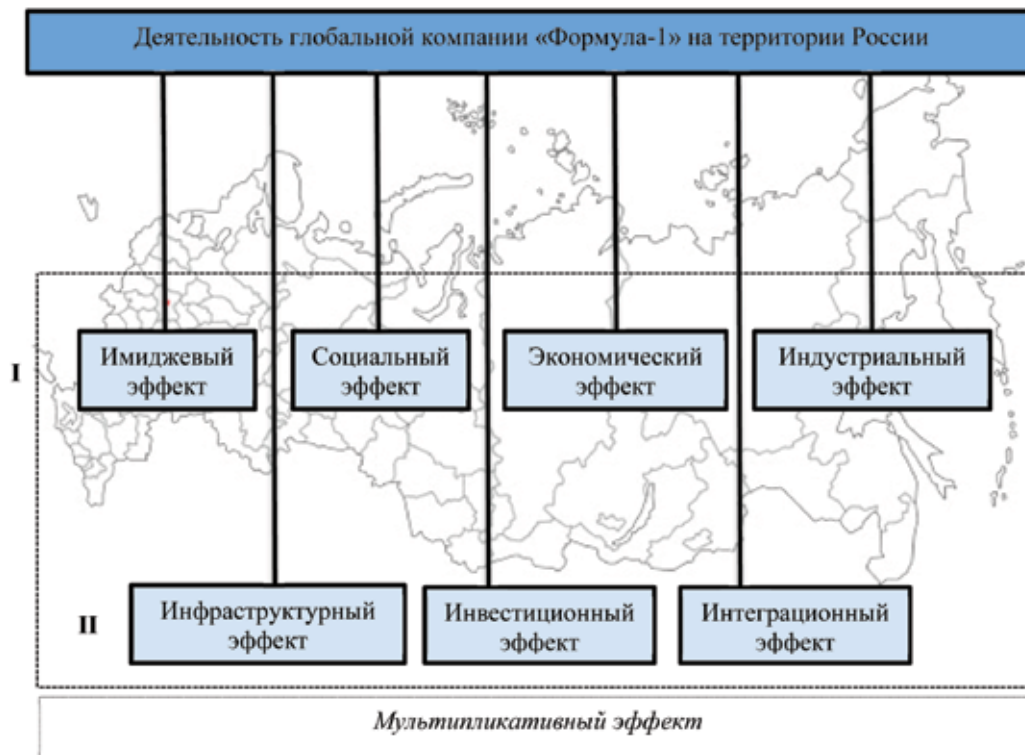 Деятельность глобальной компании «Формула-1» на территории России
I
Имиджевый
эффект
Социальный
эффект
Экономический
эффект
Индустриальный
эффект
II
Инфраструктурный
эффект
Инвестиционный
эффект
Интеграционный
эффект
Мультипликативный эффект